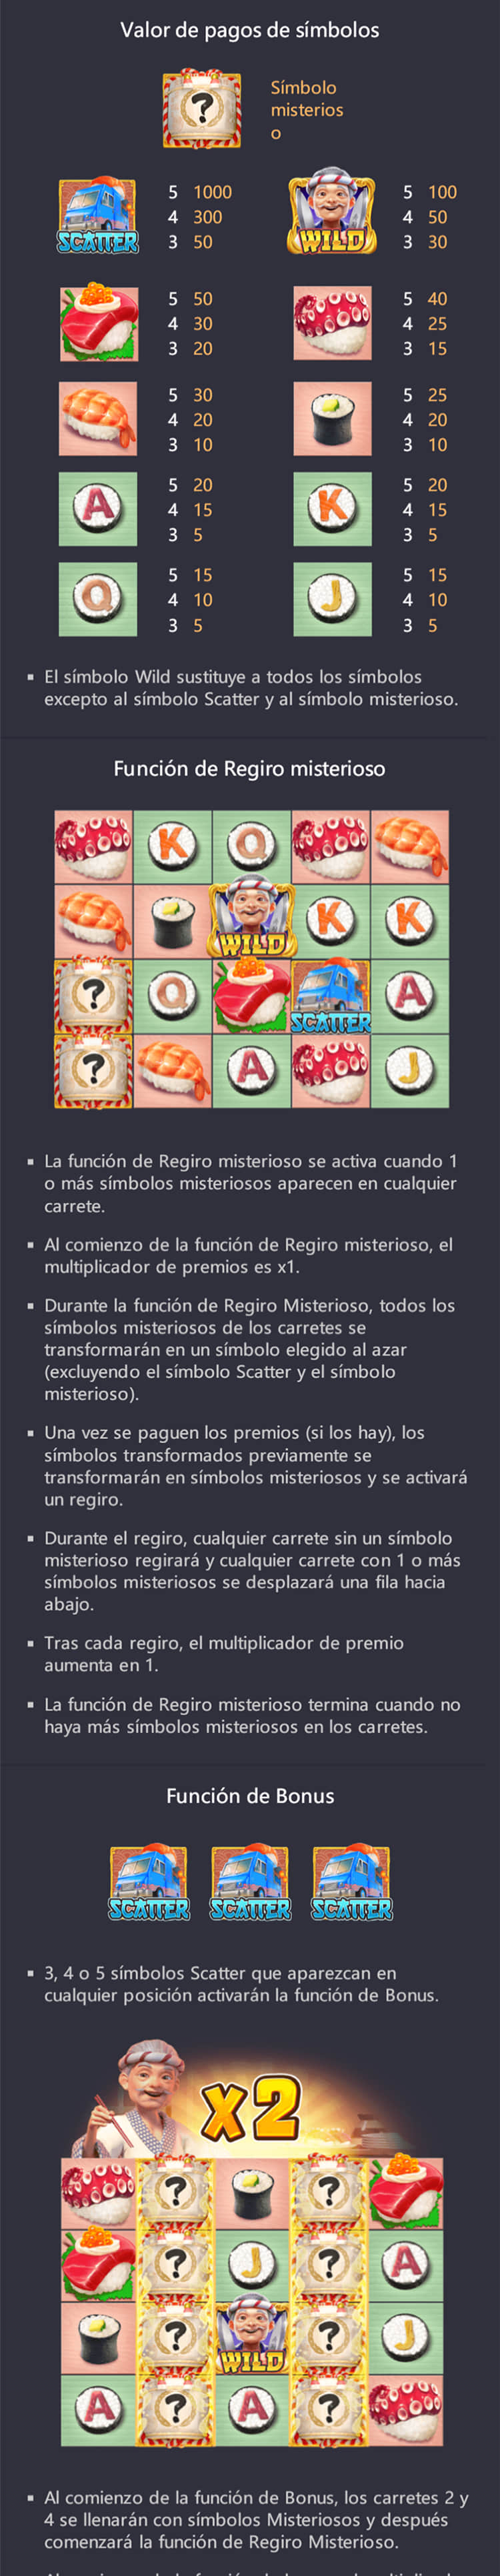 Valor de pagos de símbolos
?
Símbolo
misterios
o
SCATTER
5 1000
4 300
3 50
WILD
5 100
4 50
3 30
5 50
4 30
3 20
5 40
4 25
3 15
5 30
4 20
3 10
5 25
4 20
3 10
A
5 20
4 15
3 5
K
5 20
4 15
3 5
Q
5 15
4 10
3 5
J
5 15
4 10
3 5
▪ El símbolo Wild sustituye a todos los símbolos
excepto al símbolo Scatter y al símbolo misterioso.
Función de Regiro misterioso
K Q
WILD K K
? Q SCATTER A
? A J
▪ La función de Regiro misterioso se activa cuando 1
o más símbolos misteriosos aparecen en cualquier
carrete.
▪ Al comienzo de la función de Regiro misterioso, el
multiplicador de premios es x1.
▪ Durante la función de Regiro Misterioso, todos los
símbolos misteriosos de los carretes se
transformarán en un símbolo elegido al azar
(excluyendo el símbolo Scatter y el símbolo
misterioso).
▪ Una vez se paguen los premios (si los hay), los
símbolos transformados previamente se
transformarán en símbolos misteriosos y se activará
un regiro.
▪ Durante el regiro, cualquier carrete sin un símbolo
misterioso regirará y cualquier carrete con 1 o más
símbolos misteriosos se desplazará una fila hacia
abajo.
▪ Tras cada regiro, el multiplicador de premio
aumenta en 1.
▪ La función de Regiro misterioso termina cuando no
haya más símbolos misteriosos en los carretes.
Función de Bonus
SCATTER SCATTER SCATTER
▪ 3, 4 o 5 símbolos Scatter que aparezcan en
cualquier posición activarán la función de Bonus.
x2
? ?
? J ? A
? WILD ? J
A ? A ?
▪ Al comienzo de la función de Bonus, los carretes 2 y
4 se llenarán con símbolos Misteriosos y después
comenzará la función de Regiro Misterioso.